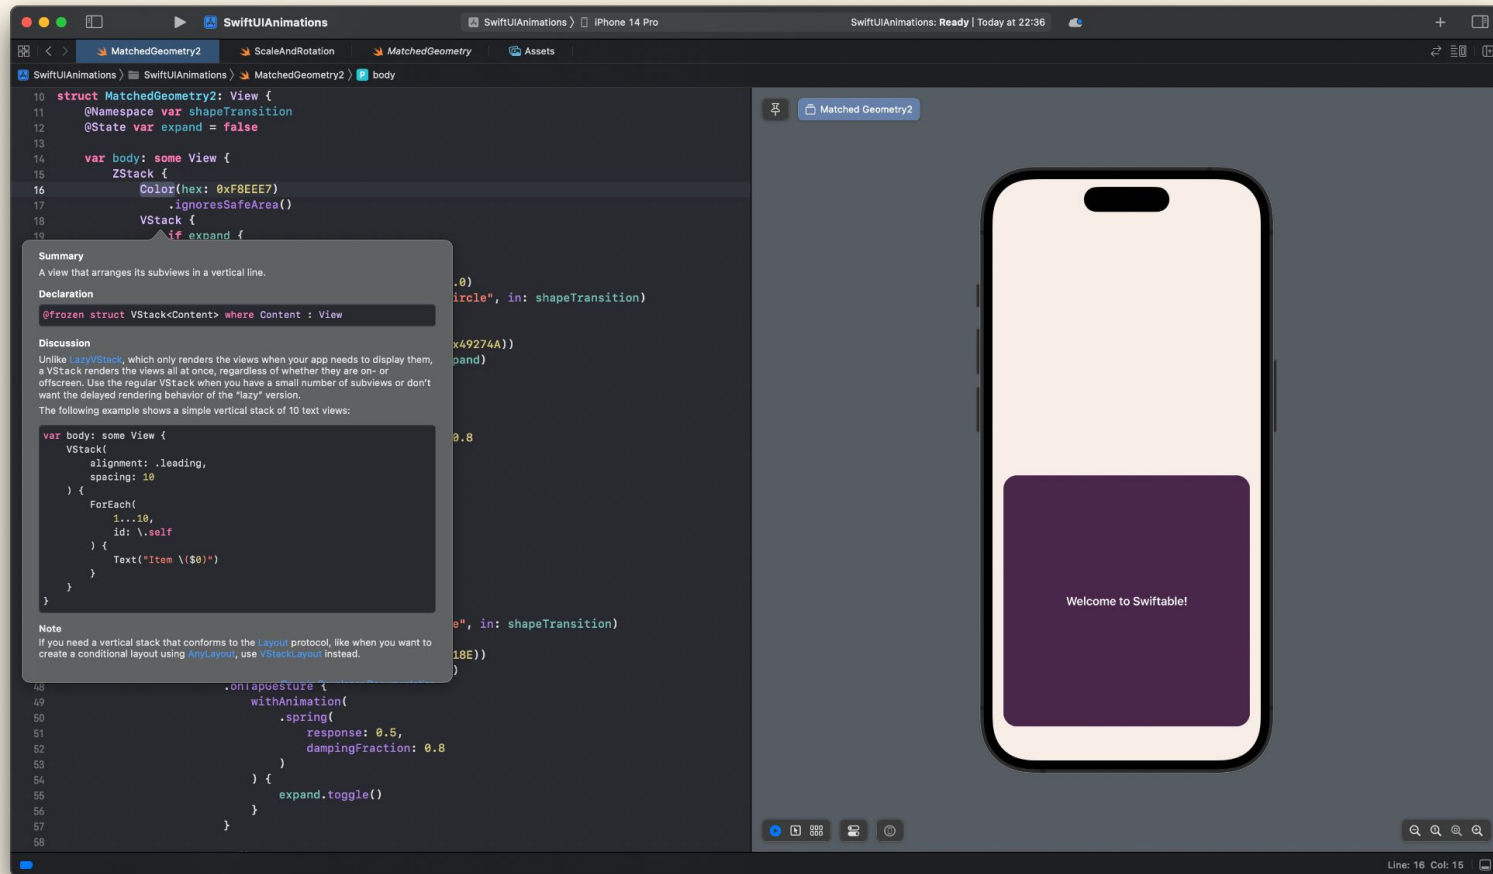 SwiftUIAnimations
SwiftUIAnimations 〉 iPhone 14 Pro
SwiftUIAnimations: Ready | Today at 22:36
MatchedGeometry2
ScaleAndRotation
MatchedGeometry
Assets
SwiftUIAnimations 〉 SwiftUIAnimations 〉 MatchedGeometry2 〉 P body
10 struct MatchedGeometry2: View {
11 @Namespace var shapeTransition
12 @State var expand = false
13
14 var body: some View {
15 ZStack {
16 Color(hex: 0xF8EEE7)
17 .ignoresSafeArea()
18 VStack {
19 if expand {
Summary
A view that arranges its subviews in a vertical line.
Declaration
@frozen struct VStack<Content> where Content : View
Discussion
Unlike LazyVStack, which only renders the views when your app needs to display them,
a VStack renders the views all at once, regardless of whether they are on- or
offscreen. Use the regular VStack when you have a small number of subviews or don't
want the delayed rendering behavior of the "lazy" version.
The following example shows a simple vertical stack of 10 text views:
var body: some View {
VStack(
alignment: .leading,
spacing: 10
) {
ForEach(
1...10,
id: \.self
) {
Text("Item \($0)")
}
}
}
Note
If you need a vertical stack that conforms to the Layout protocol, like when you want to
create a conditional layout using AnyLayout, use VStackLayout instead.
.0)
ircle", in: shapeTransition)
x49274A))
pand)
0.8
e", in: shapeTransition)
18E))
)
48 .onTapGesture {
49 withAnimation(
50 .spring(
51 response: 0.5,
52 dampingFraction: 0.8
53 )
54 ) {
55 expand.toggle()
56 }
57 }
58
Matched Geometry2
Welcome to Swiftable!
Line: 16 Col: 15